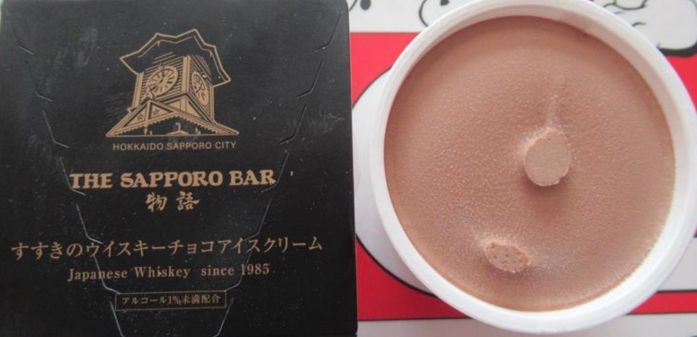 HOKKAIDO SAPPORO CITY
THE SAPPORO BAR
物語
すすきのウイスキーチョコアイスクリーム
Japanese Whiskey since 1985
アルコール1%未満配合